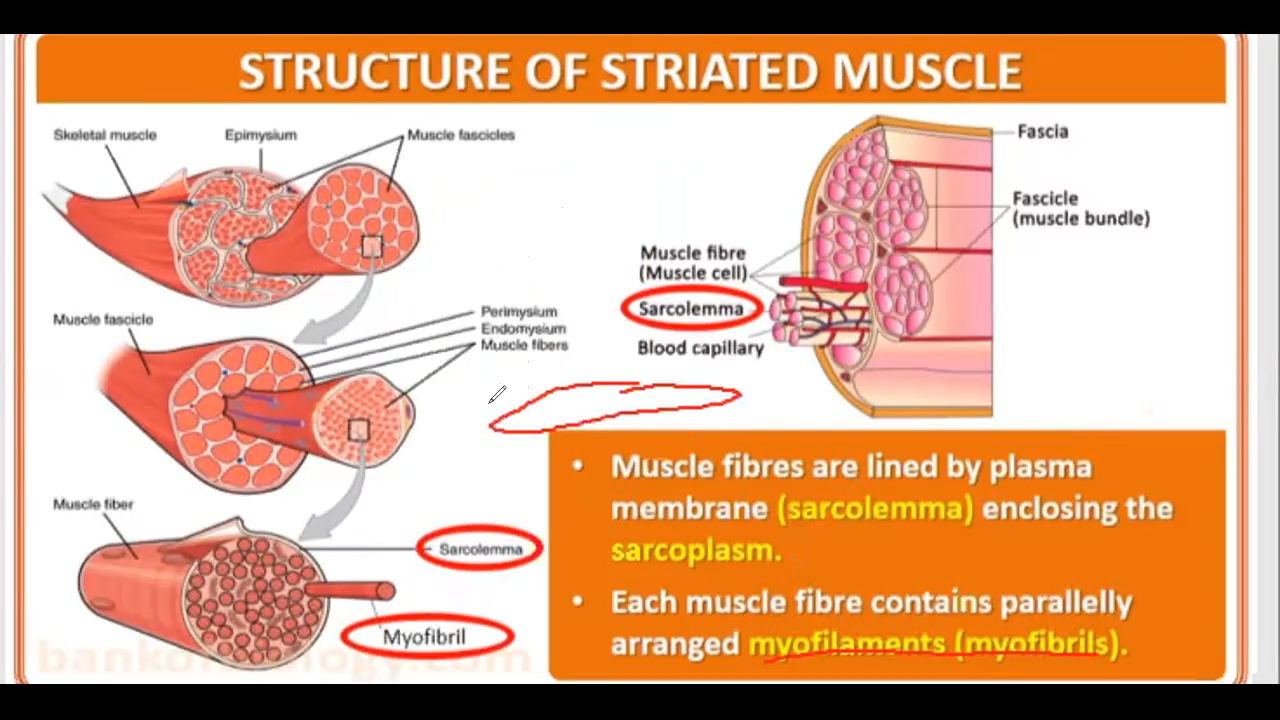 STRUCTURE OF STRIATED MUSCLE
Skeletal muscle
Epimysium
Muscle fascicles
Muscle fascicle
Perimysium
Endomysium
Muscle fibers
Muscle fiber
Sarcolemma
Myofibril
Fascia
Fascicle
(muscle bundle)
Muscle fibre
(Muscle cell)
Sarcolemma
Blood capillary
• Muscle fibres are lined by plasma
membrane (sarcolemma) enclosing the
sarcoplasm.
• Each muscle fibre contains parallelly
arranged myofilaments (myofibrils).